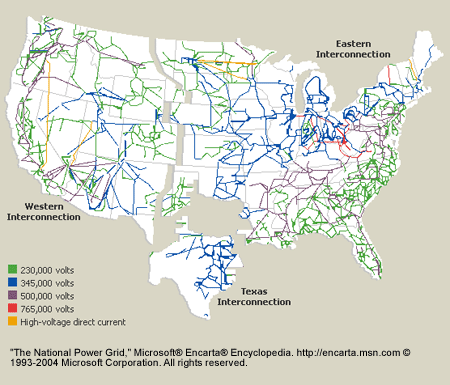 Eastern
Interconnection
Western
Interconnection
Texas
Interconnection
230,000 volts
345,000 volts
500,000 volts
765,000 volts
High-voltage direct current
"The National Power Grid," Microsoft® Encarta® Encyclopedia. http://encarta.msn.com ©
1993-2004 Microsoft Corporation. All rights reserved.